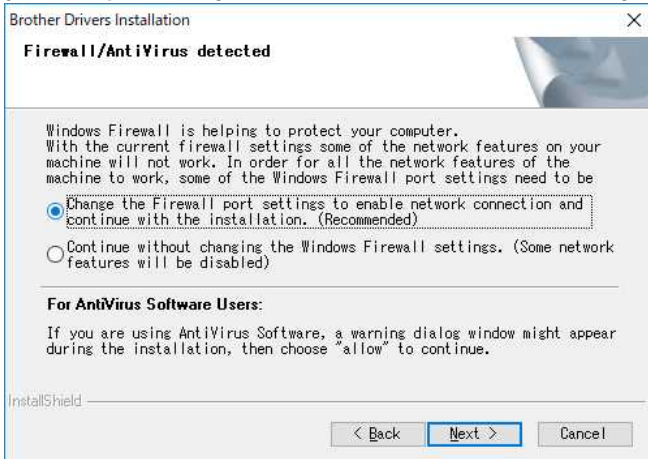 Brother Drivers Installation
Firewall/AntiVirus detected
Windows Firewall is helping to protect your computer.
With the current firewall settings some of the network features on your
machine will not work. In order for all the network features of the
machine to work, some of the Windows Firewall port settings need to be
Change the Firewall port settings to enable network connection and
continue with the installation. (Recommended)
Continue without changing the Windows Firewall settings. (Some network
features will be disabled)
For AntiVirus Software Users:
If you are using AntiVirus Software, a warning dialog window might appear
during the installation, then choose "allow" to continue.
InstallShield
< Back Next > Cancel